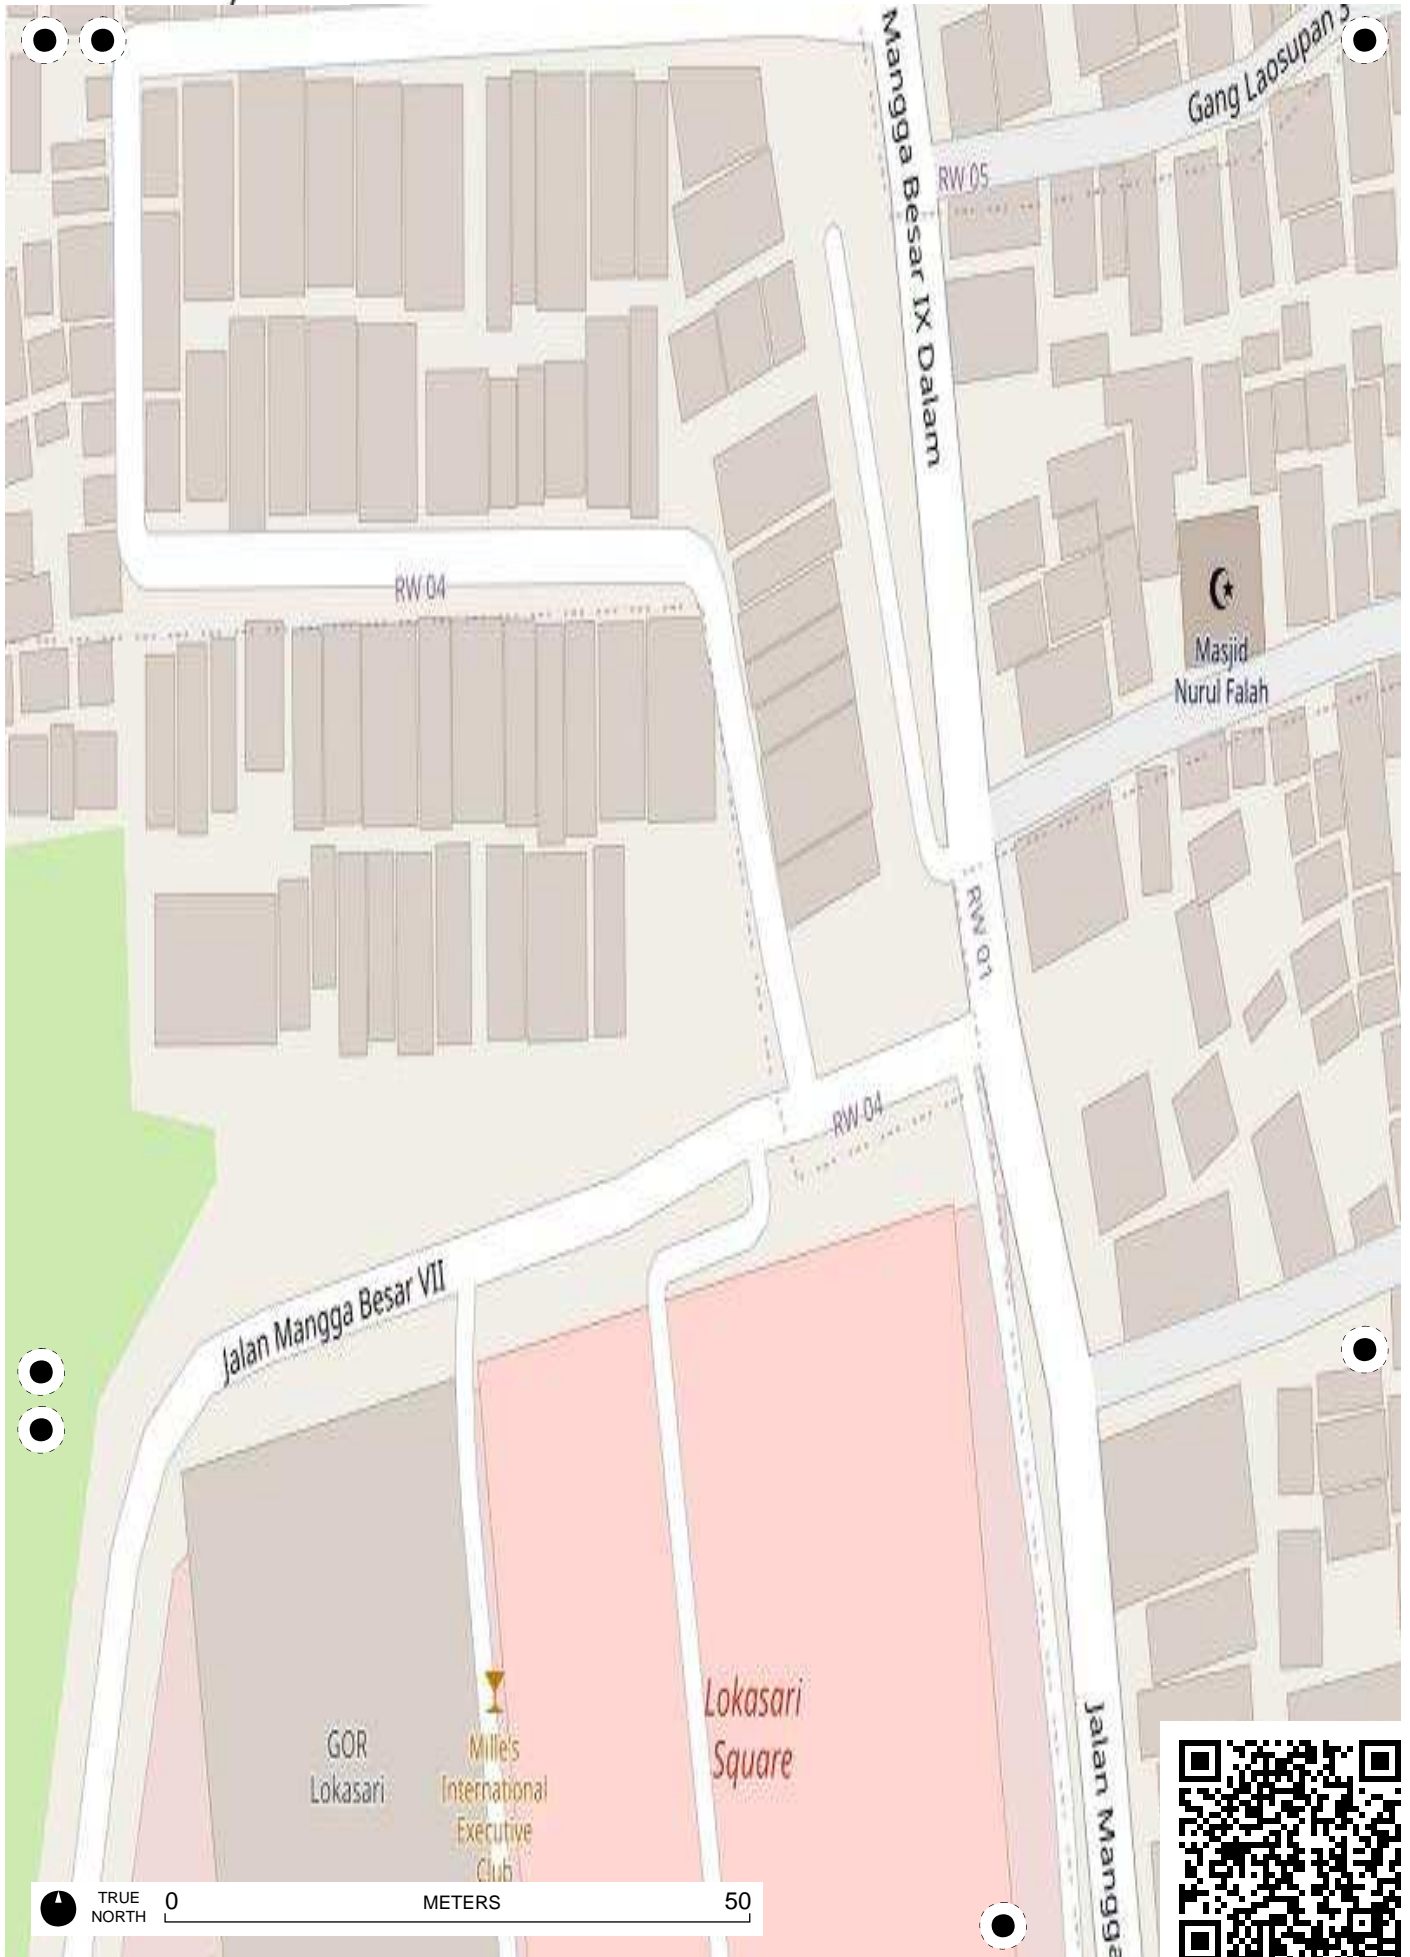 Gang Laosupan 3
Mangga Besar IX Dalam
RW 05
RW 04
Masjid
Nurul Falah
RW 01
RW 04
Jalan Mangga Besar VII
Lokasari
Square
GOR
Lokasari
Mille's
International
Executive
Club
Jalan Mangga
TRUE
NORTH
0
METERS
50